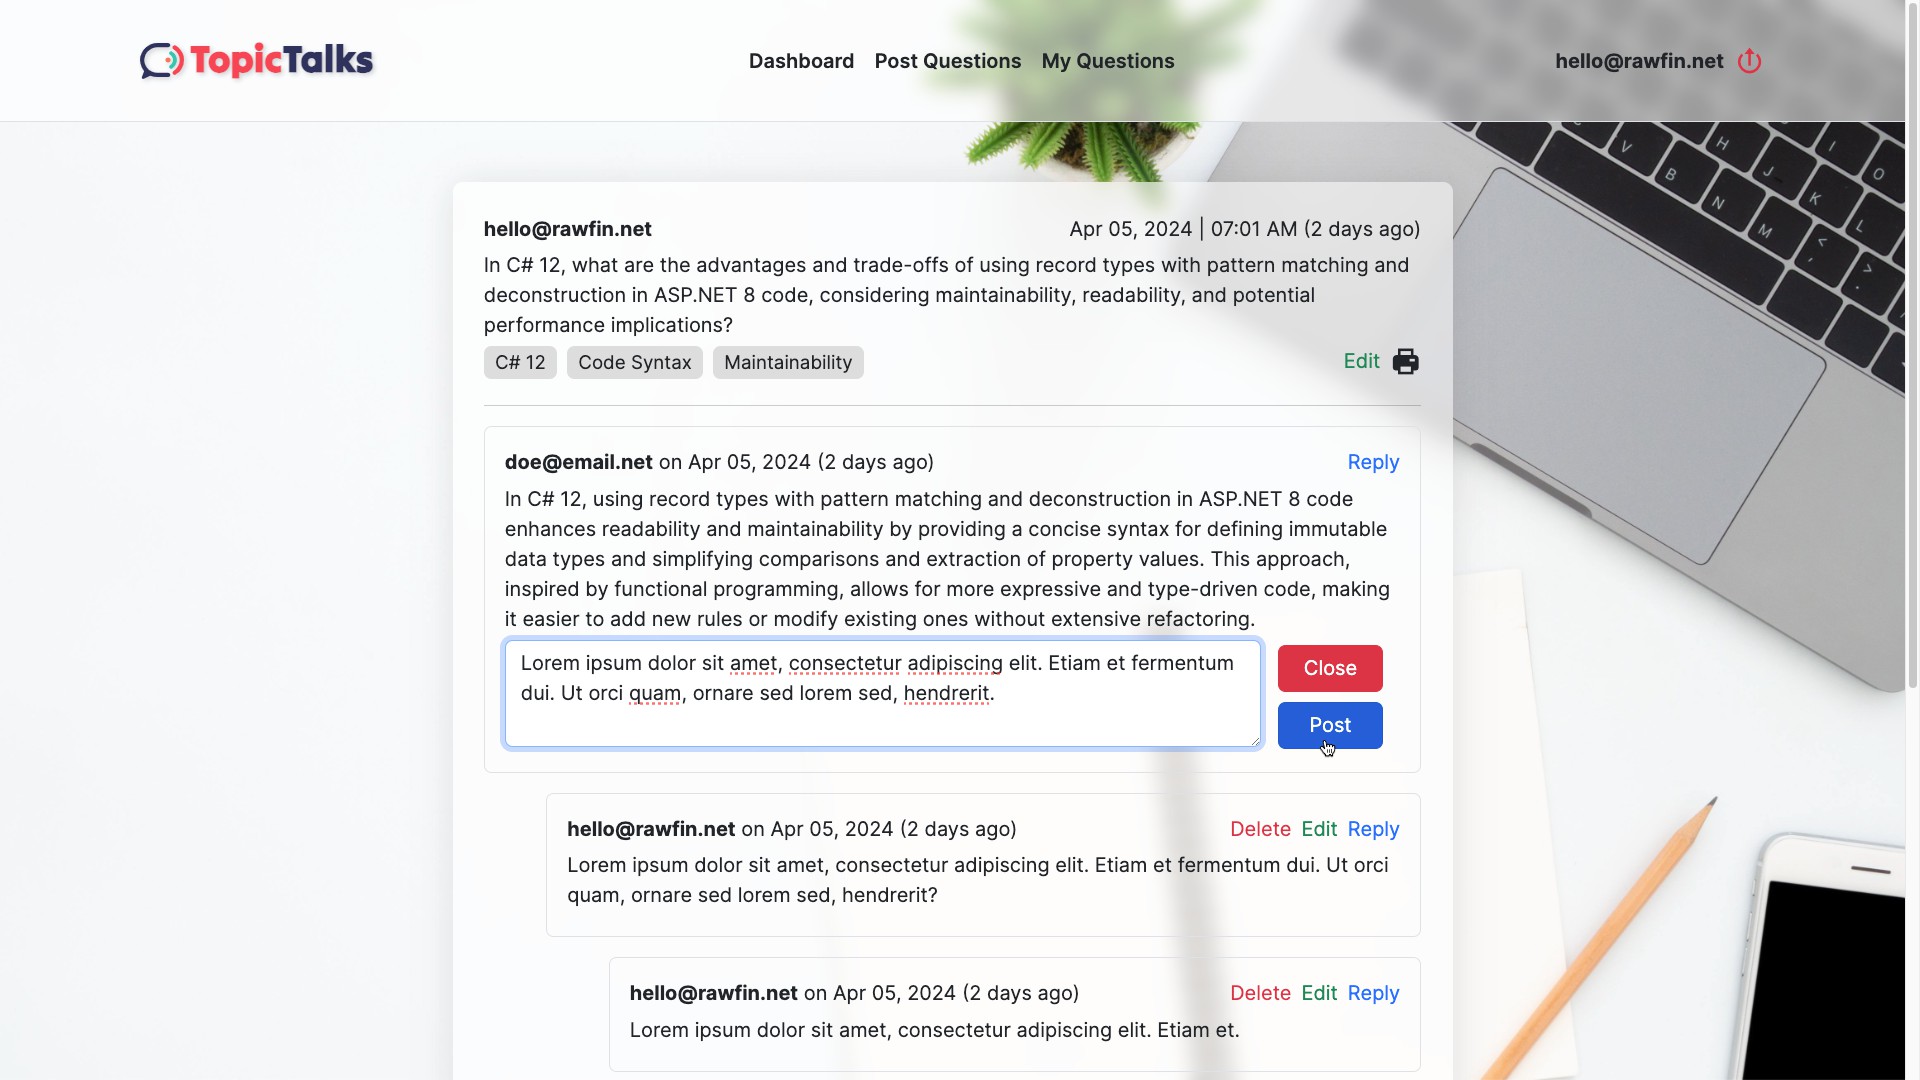 TopicTalks
Dashboard Post Questions My Questions
hello@rawfin.net
hello@rawfin.net
Apr 05, 2024 | 07:01 AM (2 days ago)
In C# 12, what are the advantages and trade-offs of using record types with pattern matching and
deconstruction in ASP.NET 8 code, considering maintainability, readability, and potential
performance implications?
C# 12 Code Syntax Maintainability
Edit
doe@email.net on Apr 05, 2024 (2 days ago)
Reply
In C# 12, using record types with pattern matching and deconstruction in ASP.NET 8 code
enhances readability and maintainability by providing a concise syntax for defining immutable
data types and simplifying comparisons and extraction of property values. This approach,
inspired by functional programming, allows for more expressive and type-driven code, making
it easier to add new rules or modify existing ones without extensive refactoring.
Lorem ipsum dolor sit amet, consectetur adipiscing elit. Etiam et fermentum
dui. Ut orci quam, ornare sed lorem sed, hendrerit.
Close
Post
hello@rawfin.net on Apr 05, 2024 (2 days ago)
Delete Edit Reply
Lorem ipsum dolor sit amet, consectetur adipiscing elit. Etiam et fermentum dui. Ut orci
quam, ornare sed lorem sed, hendrerit?
hello@rawfin.net on Apr 05, 2024 (2 days ago)
Delete Edit Reply
Lorem ipsum dolor sit amet, consectetur adipiscing elit. Etiam et.
V H I O
B J K L
N M < , > .